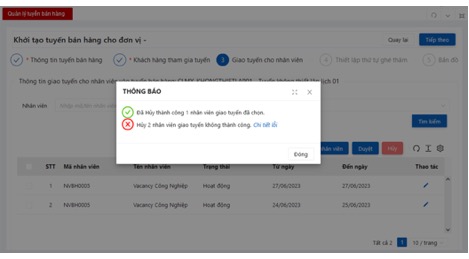 Quản lý tuyến bán hàng
Khởi tạo tuyến bán hàng cho đơn vị -
Quay lại
Tiếp theo
* Thông tin tuyến bán hàng
* Khách hàng tham gia tuyến
3 Giao tuyến cho nhân viên
4 Thiết lập thứ tự ghé thăm
5 Bản đồ
Thông tin giao tuyến cho nhân viên
lịch 01
THÔNG BÁO
Nhân viên
Đã Hủy thành công 1 nhân viên giao tuyến đã chọn.
Hủy 2 nhân viên giao tuyến không thành công. Chi tiết lỗi
Tìm kiếm
Đóng
nhân viên
Duyệt
Hủy
STT
Mã nhân viên
Tên nhân viên
Trạng thái
Từ ngày
Đến ngày
Thao tác
1
NVBH0003
Vacancy Công Nghiệp
Hoạt động
27/06/2023
27/06/2023
2
NVBH0003
Vacancy Công Nghiệp
Hoạt động
24/06/2023
25/06/2023
Tất cả 2
1
10 / trang